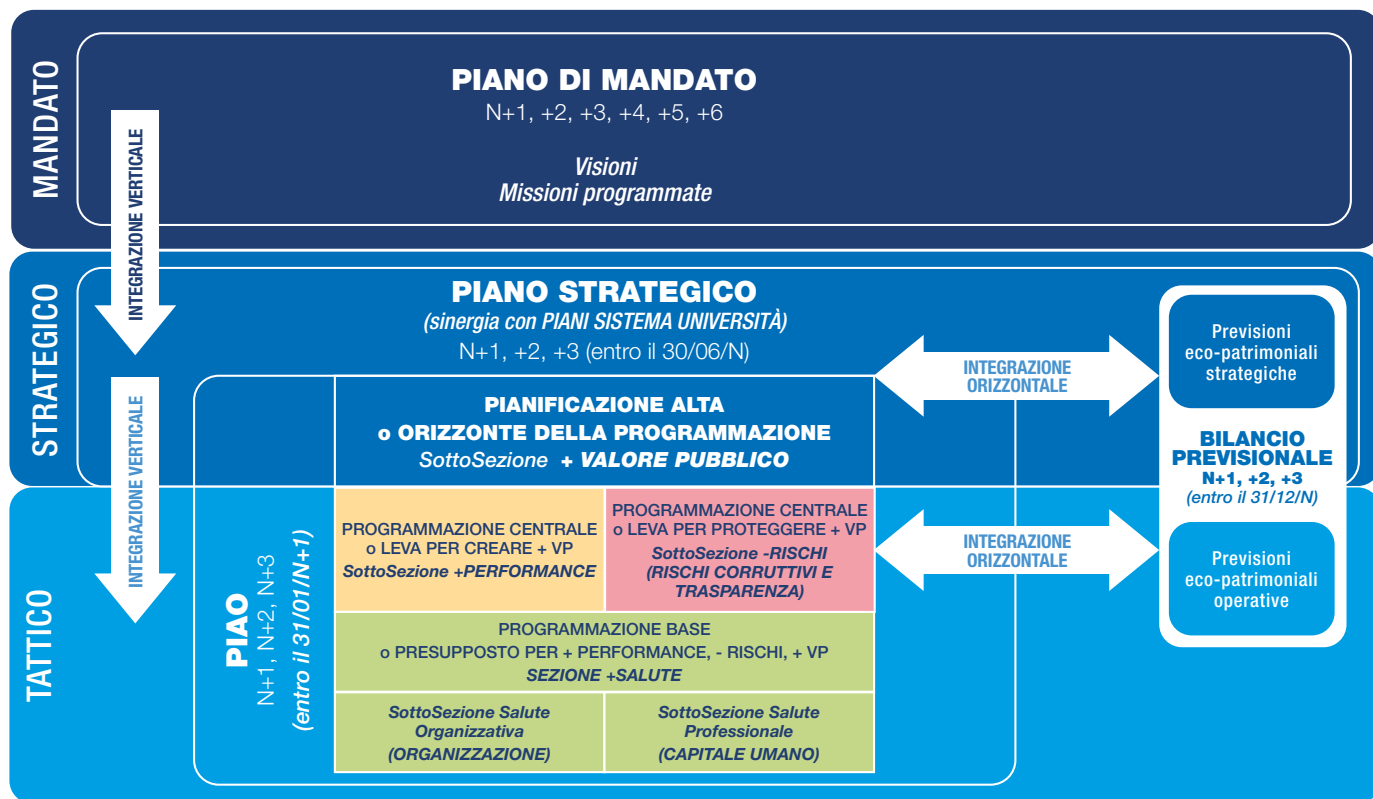 MANDATO
PIANO DI MANDATO
N+1, +2, +3, +4, +5, +6
Visioni
Missioni programmate
INTEGRAZIONE VERTICALE
STRATEGICO
PIANO STRATEGICO
(sinergia con PIANI SISTEMA UNIVERSITÀ)
N+1, +2, +3 (entro il 30/06/N)
PIANIFICAZIONE ALTA
o ORIZZONTE DELLA PROGRAMMAZIONE
SottoSezione + VALORE PUBBLICO
INTEGRAZIONE
ORIZZONTALE
Previsioni
eco-patrimoniali
strategiche
BILANCIO
PREVISIONALE
N+1, +2, +3
(entro il 31/12/N)
INTEGRAZIONE VERTICALE
TATTICO
PIAO
N+1, N+2, N+3
(entro il 31/01/N+1)
PROGRAMMAZIONE CENTRALE
o LEVA PER CREARE + VP
SottoSezione +PERFORMANCE
PROGRAMMAZIONE CENTRALE
o LEVA PER PROTEGGERE + VP
SottoSezione -RISCHI
(RISCHI CORRUTTIVI E
TRASPARENZA)
INTEGRAZIONE
ORIZZONTALE
Previsioni
eco-patrimoniali
operative
PROGRAMMAZIONE BASE
o PRESUPPOSTO PER + PERFORMANCE, - RISCHI, + VP
SEZIONE +SALUTE
SottoSezione Salute
Organizzativa
(ORGANIZZAZIONE)
SottoSezione Salute
Professionale
(CAPITALE UMANO)